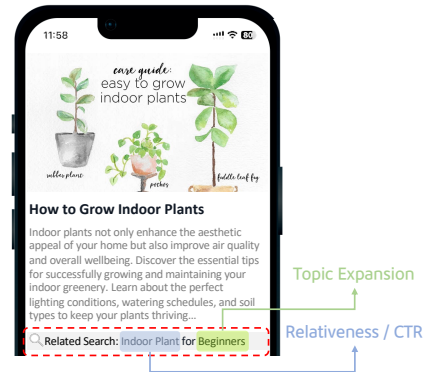 11:58
80
care guide:
easy to grow
indoor plants
rubber plant
pothos
fiddle leaf fig
How to Grow Indoor Plants
Indoor plants not only enhance the aesthetic
appeal of your home but also improve air quality
and overall wellbeing. Discover the essential tips
for successfully growing and maintaining your
indoor greenery. Learn about the perfect
lighting conditions, watering schedules, and soil
types to keep your plants thriving...
Related Search: Indoor Plant for Beginners
Topic Expansion
Relativeness / CTR